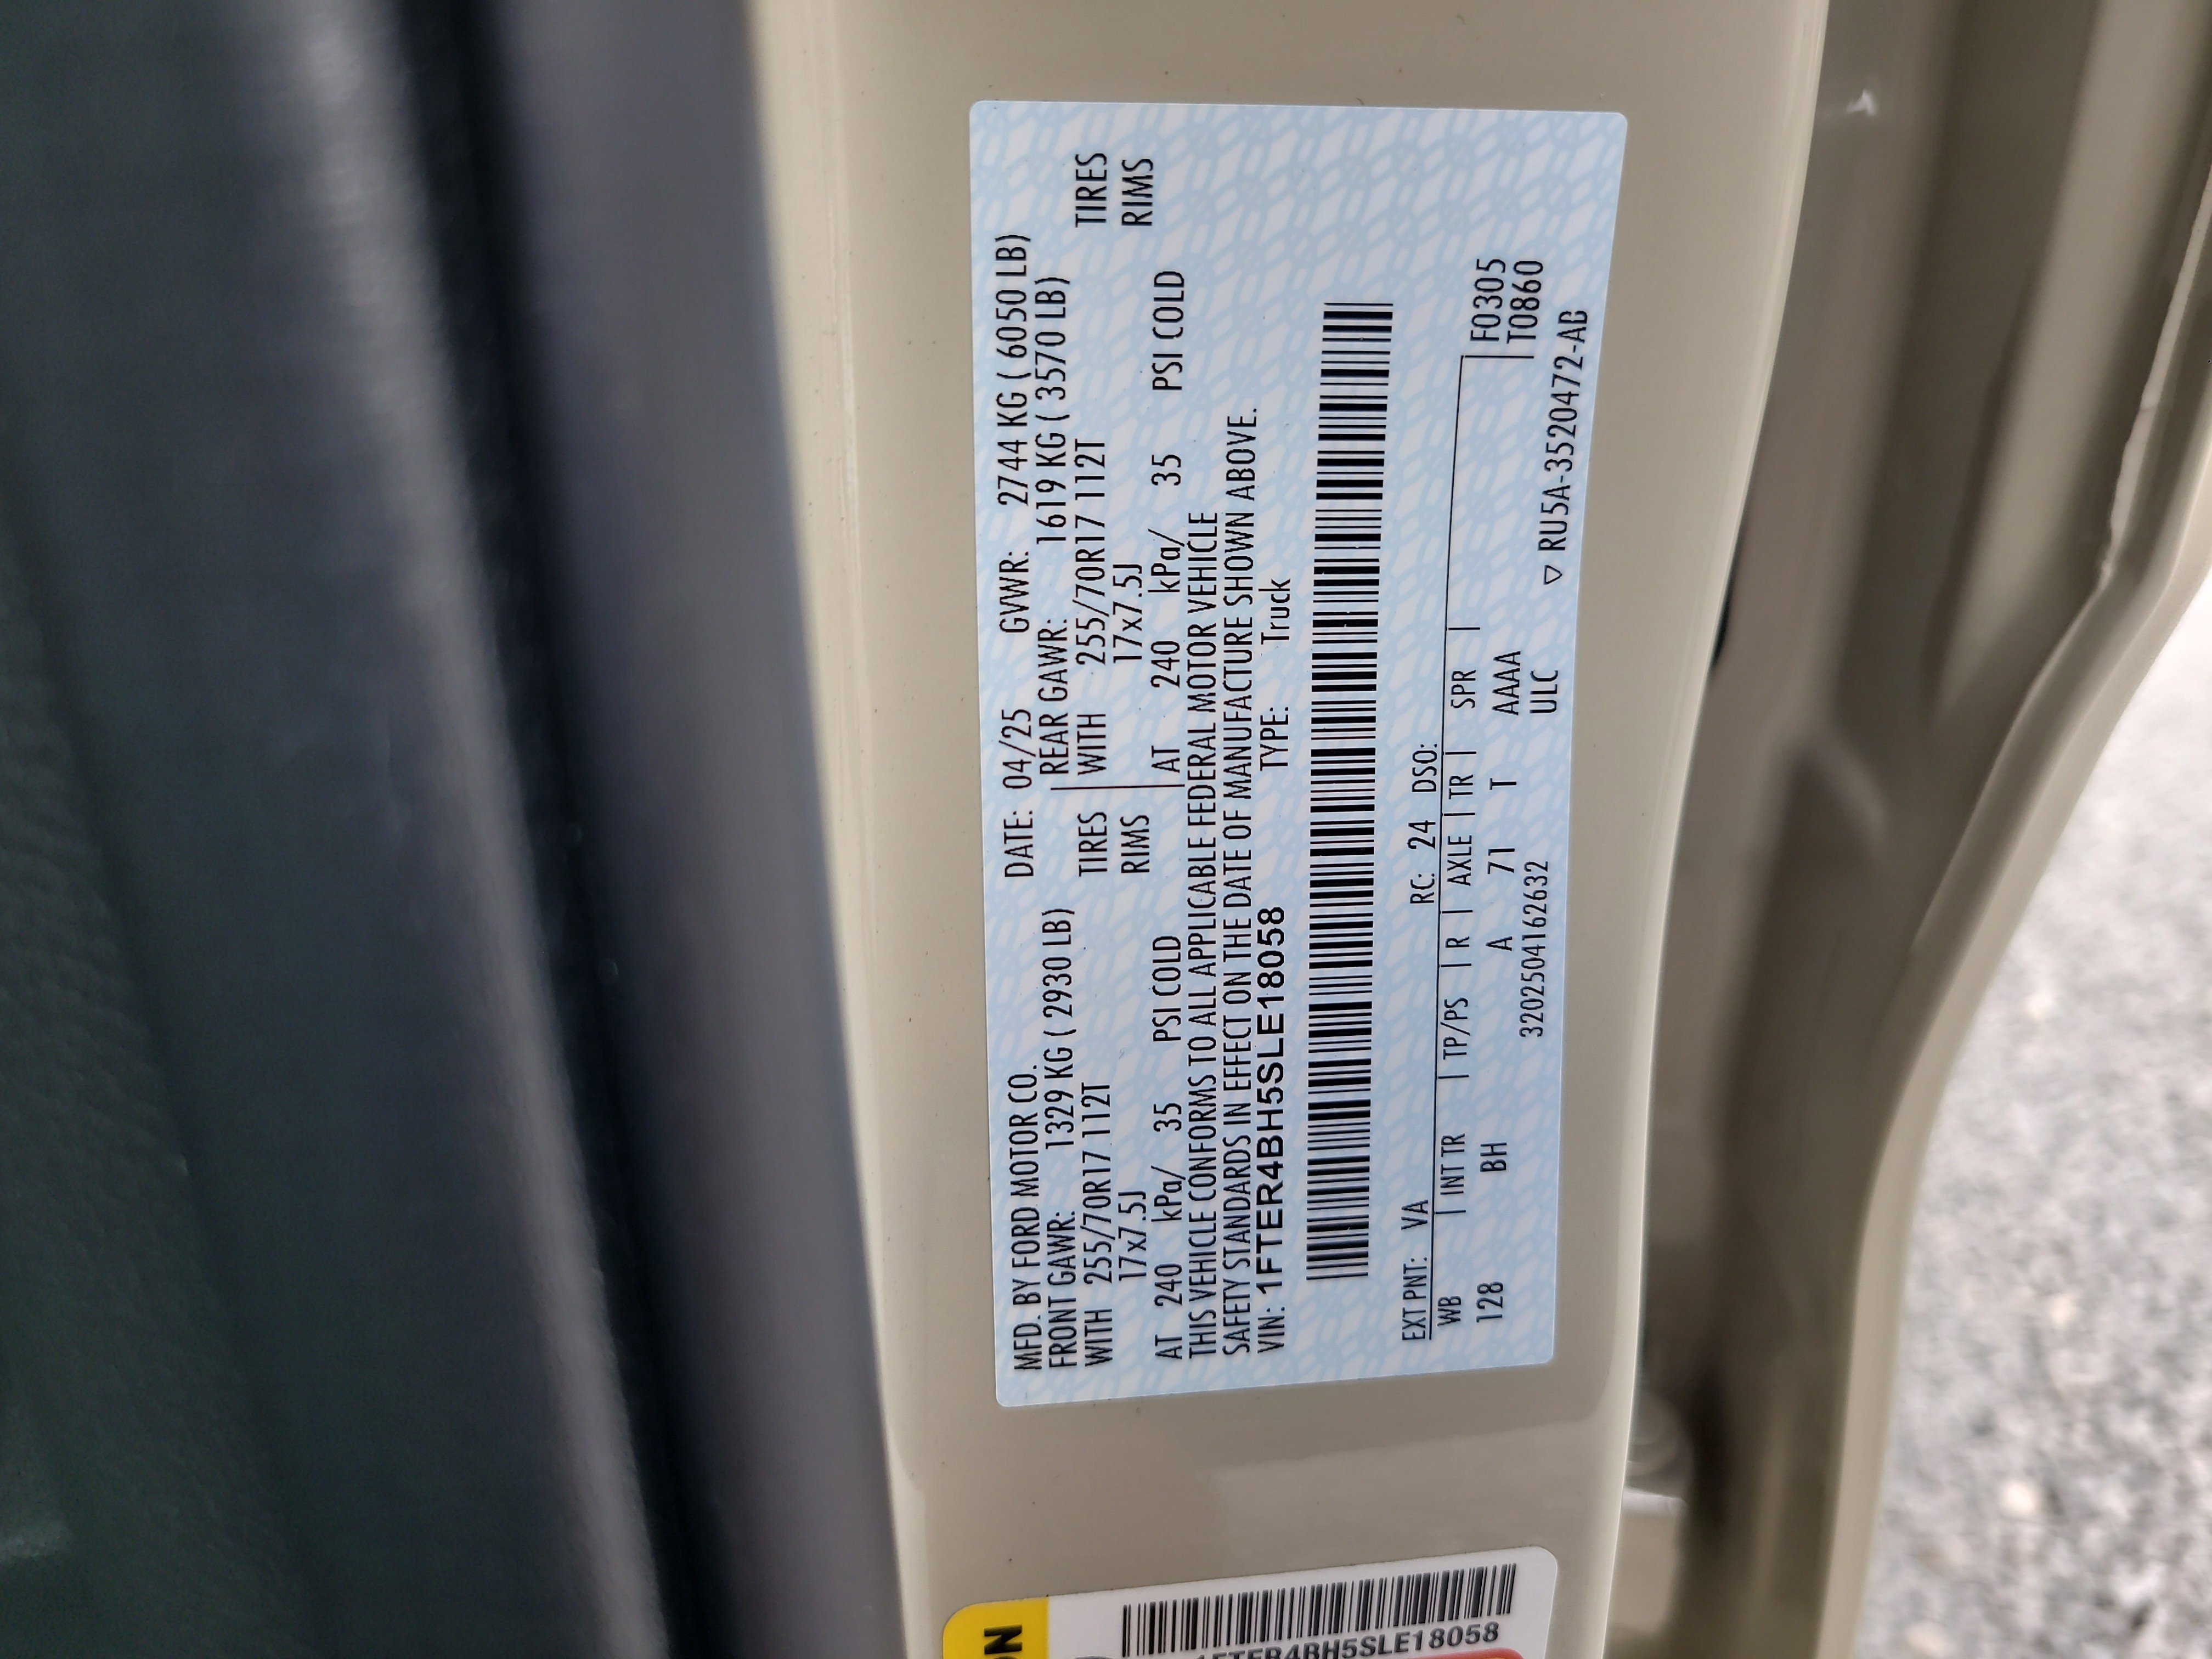 MFD. BY FORD MOTOR CO. DATE: 04/25 GVWR: 2744 KG ( 6050 LB)
FRONT GAWR: 1329 KG ( 2930 LB) REAR GAWR: 1619 KG ( 3570 LB)
WITH 255/70R17 112T TIRES WITH 255/70R17 112T TIRES
17x7.5J RIMS 17x7.5J RIMS
AT 240 kPa/ 35 PSI COLD AT 240 kPa/ 35 PSI COLD
THIS VEHICLE CONFORMS TO ALL APPLICABLE FEDERAL MOTOR VEHICLE
SAFETY STANDARDS IN EFFECT ON THE DATE OF MANUFACTURE SHOWN ABOVE.
VIN: 1FTER4BH5SLE18058 TYPE: Truck
EXT PNT: VA RC: 24 DSO:
WB | INT TR | TP/PS | R | AXLE | TR | SPR | F0305
128 BH A 71 T AAAA T0860
3202504162632 ULC
▽ RU5A-3520472-AB
1FTER4BH5SLE18058